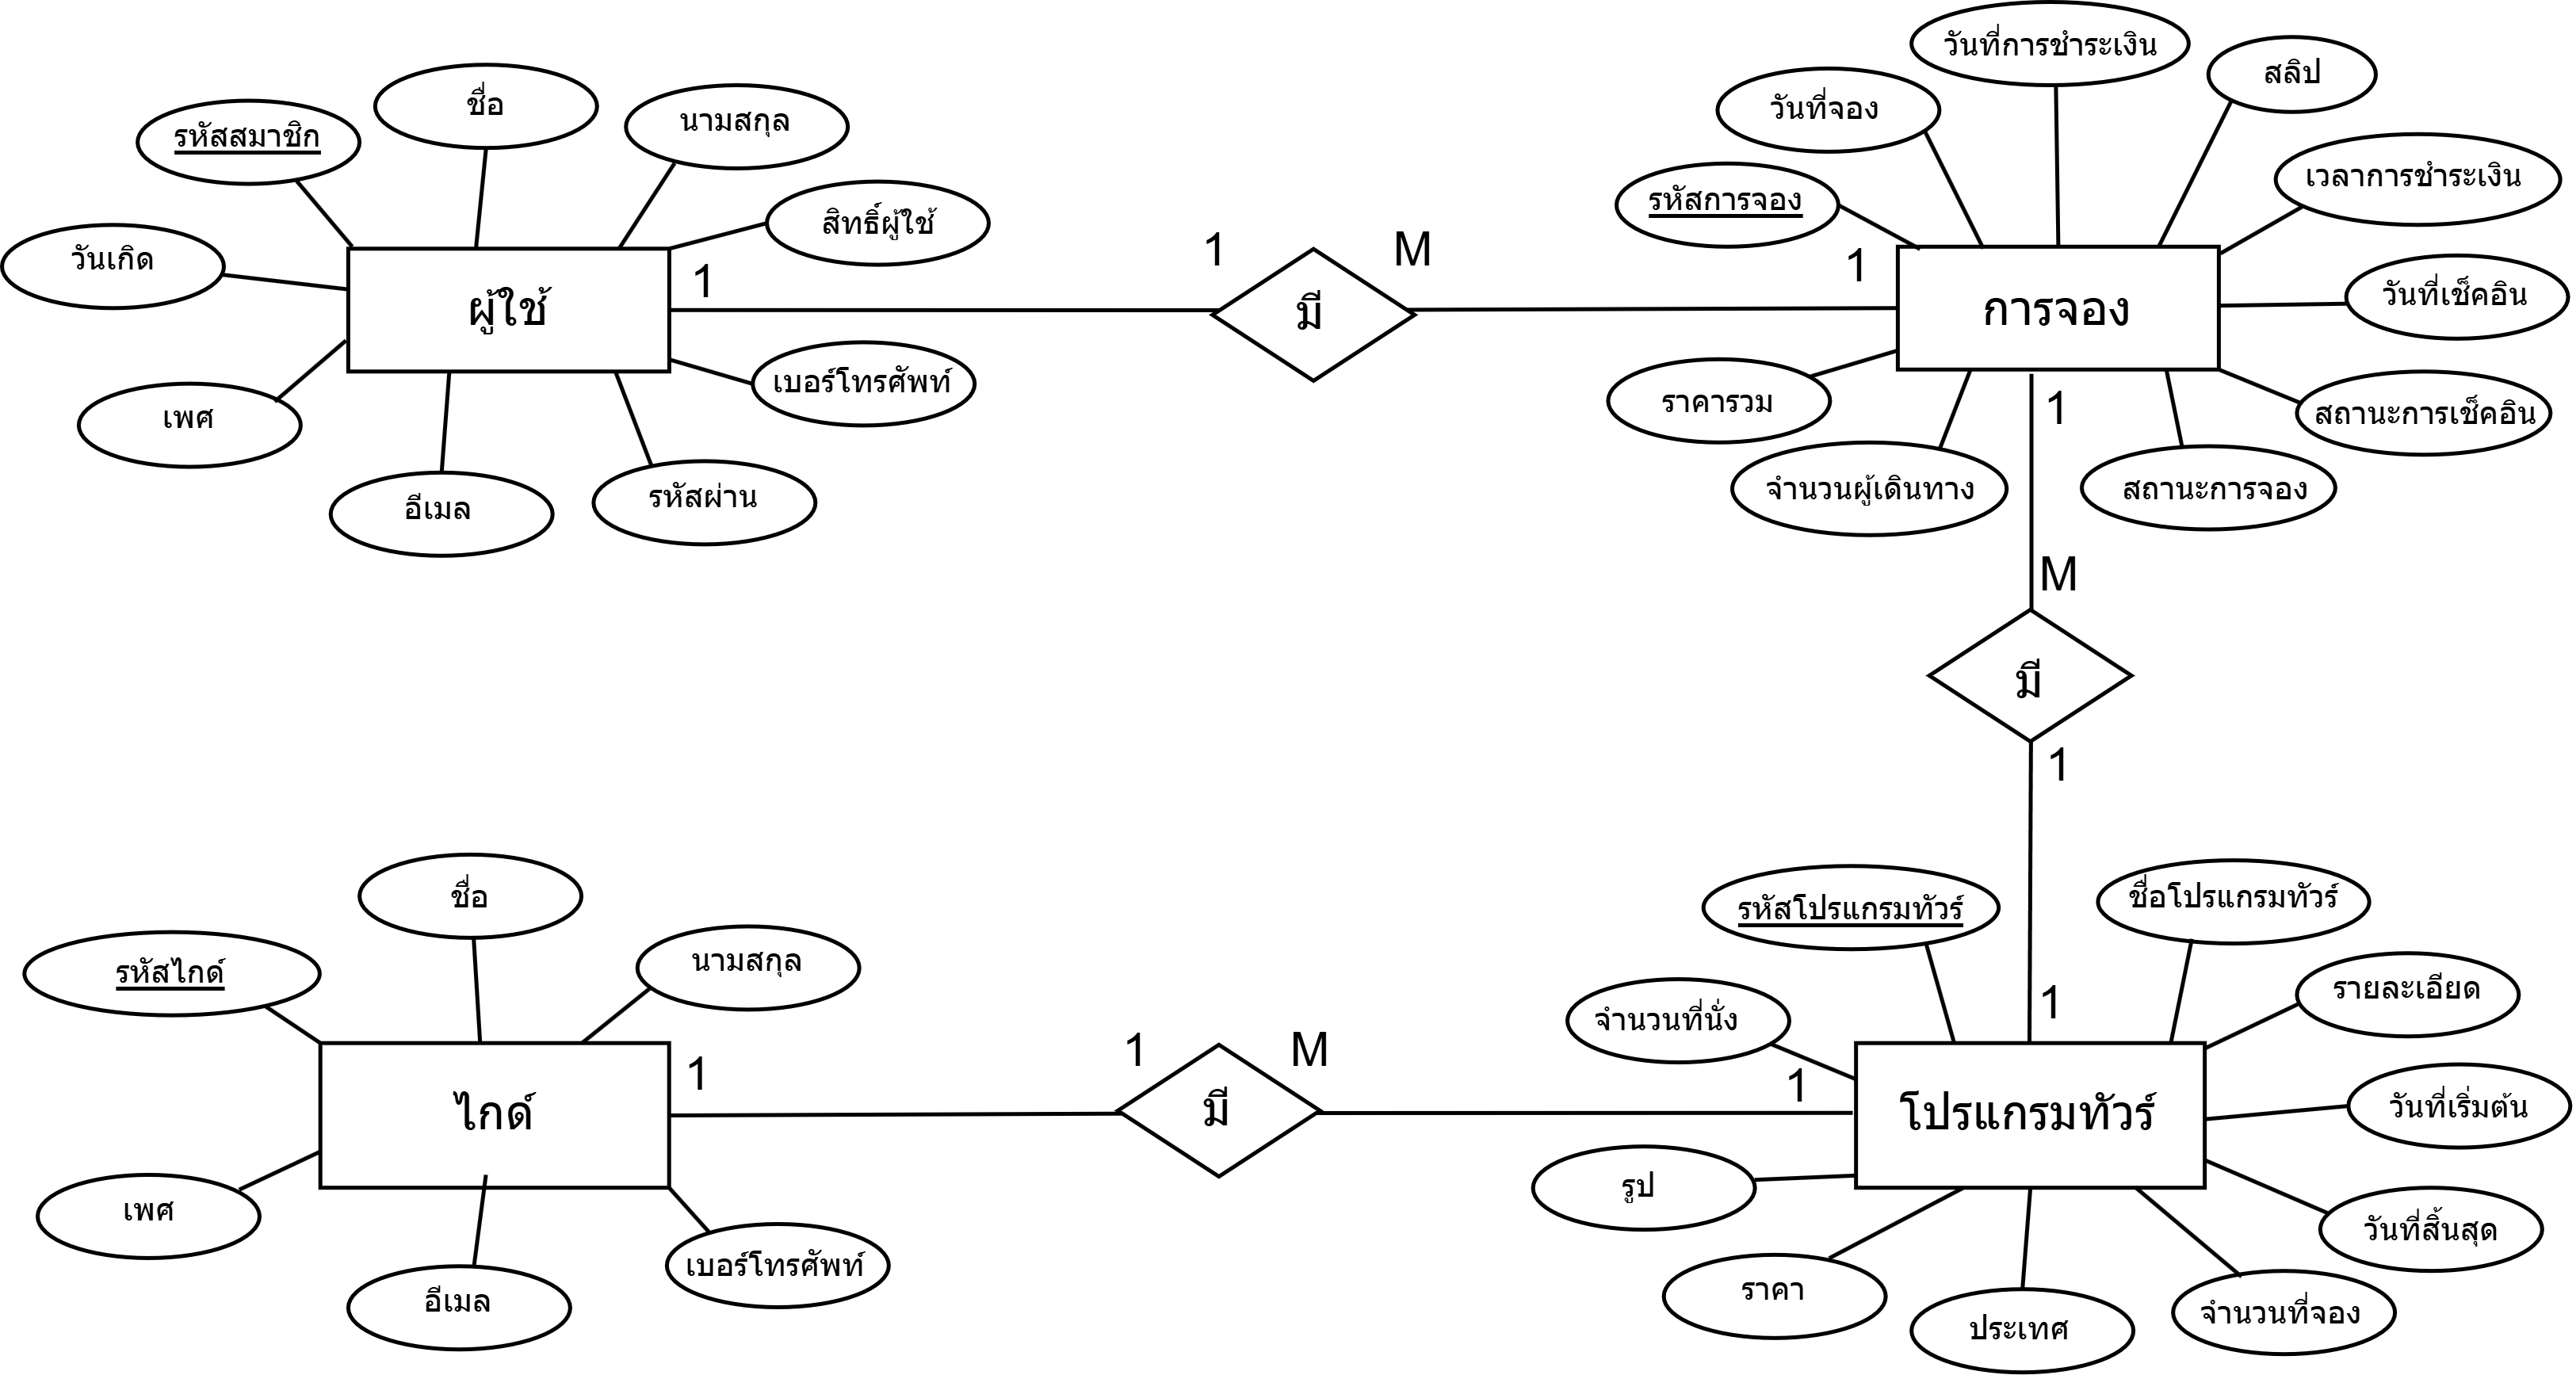 วันที่การชำระเงิน
สลิป
ชื่อ
วันที่จอง
นามสกุล
รหัสสมาชิก
เวลาการชำระเงิน
รหัสการจอง
สิทธิ์ผู้ใช้
วันเกิด
1
M
1
1
วันที่เช็คอิน
ผู้ใช้
มี
การจอง
เบอร์โทรศัพท์
ราคารวม
1
สถานะการเช็คอิน
เพศ
จำนวนผู้เดินทาง
สถานะการจอง
รหัสผ่าน
อีเมล
M
มี
1
ชื่อ
รหัสโปรแกรมทัวร์
ชื่อโปรแกรมทัวร์
นามสกุล
รหัสไกด์
รายละเอียด
1
จำนวนที่นั่ง
1
M
1
1
วันที่เริ่มต้น
ไกด์
มี
โปรแกรมทัวร์
รูป
เพศ
วันที่สิ้นสุด
เบอร์โทรศัพท์
ราคา
อีเมล
จำนวนที่จอง
ประเทศ